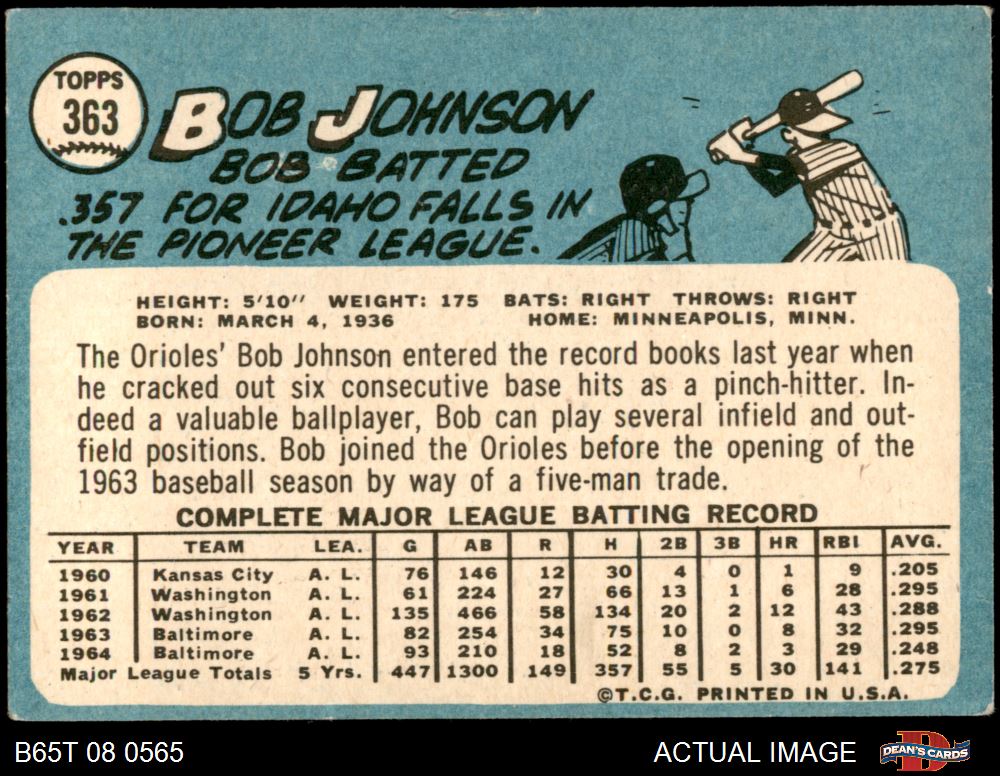 TOPPS
363
BOB JOHNSON
BOB BATTED
.357 FOR IDAHO FALLS IN
THE PIONEER LEAGUE.
HEIGHT: 5'10" WEIGHT: 175 BATS: RIGHT THROWS: RIGHT
BORN: MARCH 4, 1936 HOME: MINNEAPOLIS, MINN.
The Orioles' Bob Johnson entered the record books last year when
he cracked out six consecutive base hits as a pinch-hitter. In-
deed a valuable ballplayer, Bob can play several infield and out-
field positions. Bob joined the Orioles before the opening of the
1963 baseball season by way of a five-man trade.
COMPLETE MAJOR LEAGUE BATTING RECORD
YEAR TEAM LEA. G AB R H 2B 3B HR RBI AVG.
1960 Kansas City A. L. 76 146 12 30 4 0 1 9 .205
1961 Washington A. L. 61 224 27 66 13 1 6 28 .295
1962 Washington A. L. 135 466 58 134 20 2 12 43 .288
1963 Baltimore A. L. 82 254 34 75 10 0 8 32 .295
1964 Baltimore A. L. 93 210 18 52 8 2 3 29 .248
Major League Totals 5 Yrs. 447 1300 149 357 55 5 30 141 .275
©T.C.G. PRINTED IN U.S.A.
B65T 08 0565 ACTUAL IMAGE DEAN'S CARDS